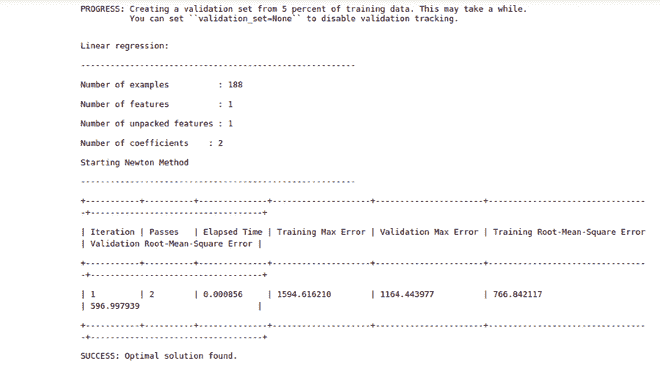 PROGRESS: Creating a validation set from 5 percent of training data. This may take a while.
          You can set ``validation_set=None`` to disable validation tracking.
Linear regression:
--------------------------------------------------------
Number of examples          : 188
Number of features          : 1
Number of unpacked features : 1
Number of coefficients    : 2
Starting Newton Method
--------------------------------------------------------
+-----------+----------+--------------+--------------------+----------------------+--------------------------------
-+-----------------------------------+
| Iteration | Passes   | Elapsed Time | Training Max Error | Validation Max Error | Training Root-Mean-Square Error
| Validation Root-Mean-Square Error |
+-----------+----------+--------------+--------------------+----------------------+--------------------------------
-+-----------------------------------+
| 1         | 2        | 0.000856     | 1594.616210        | 1164.443977          | 766.842117
| 596.997939                        |
+-----------+----------+--------------+--------------------+----------------------+--------------------------------
-+-----------------------------------+
SUCCESS: Optimal solution found.